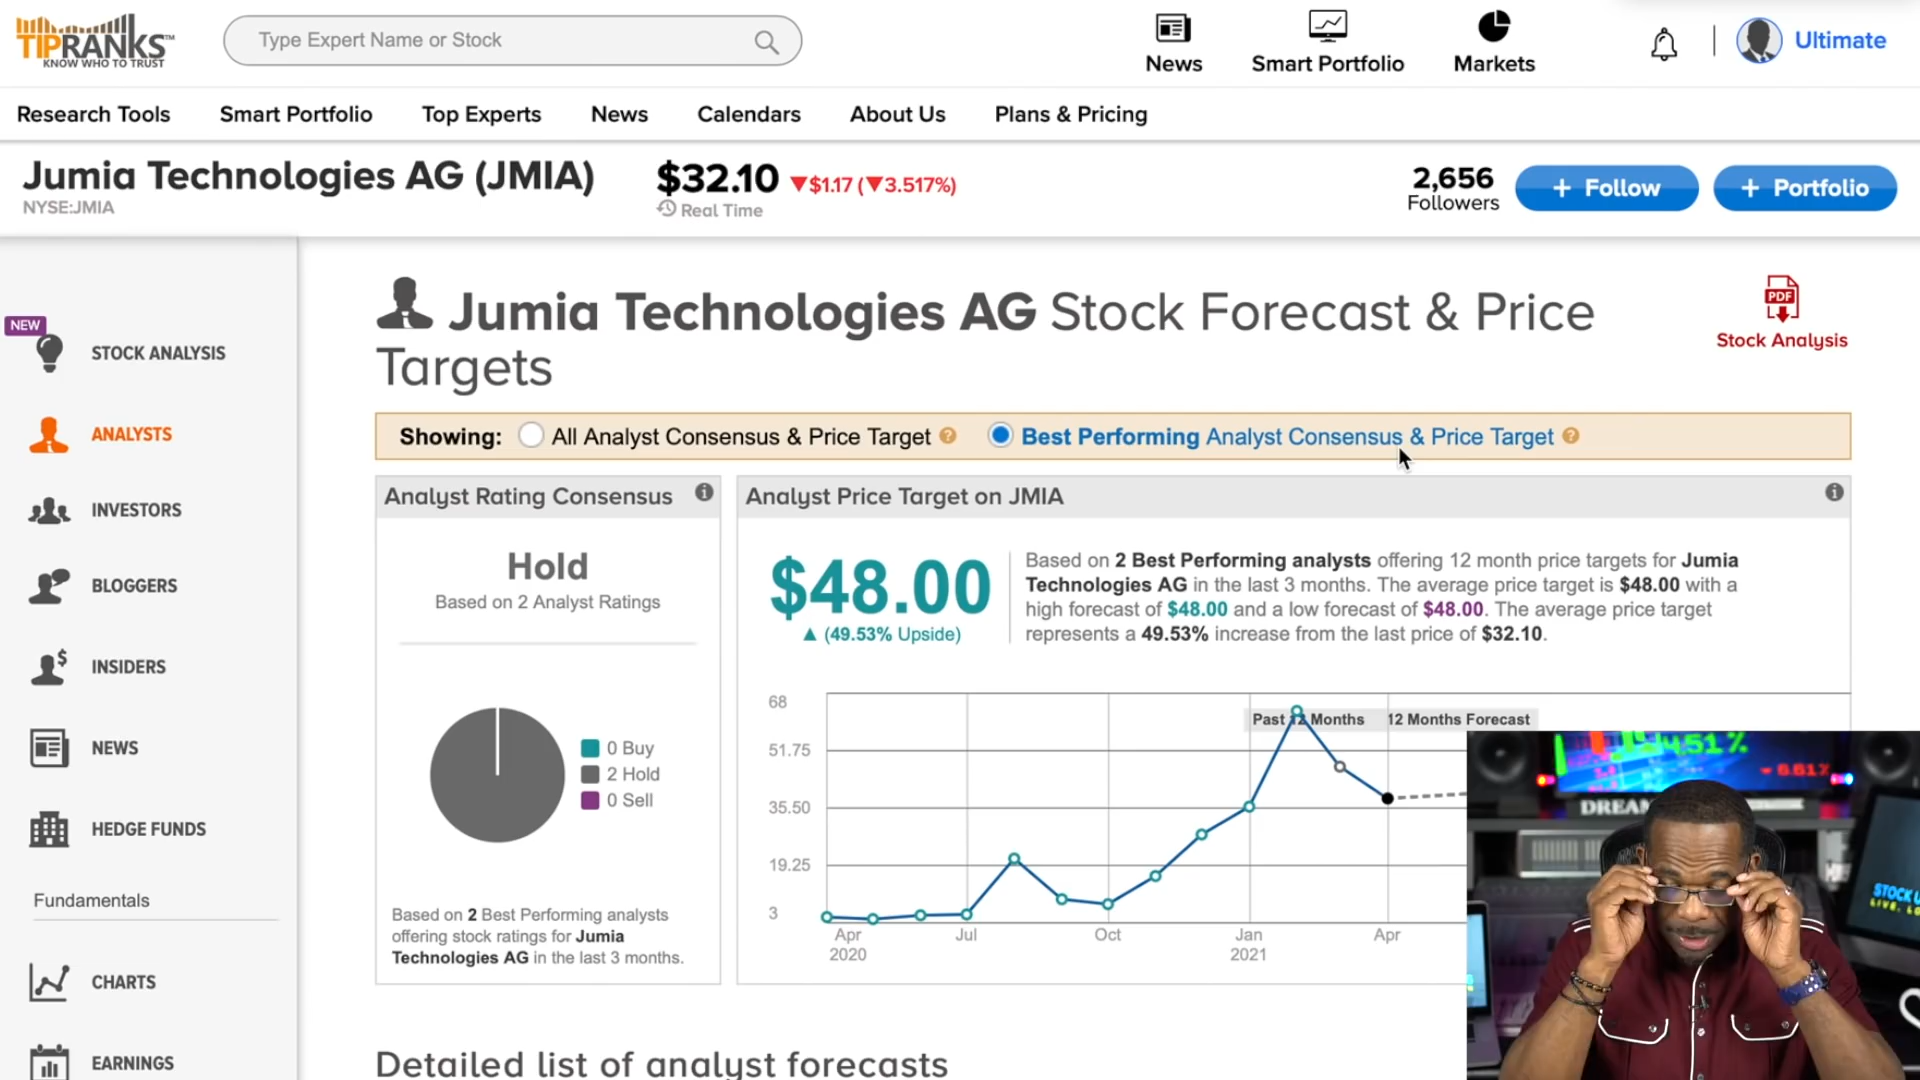 TIPRANKS™
KNOW WHO TO TRUST
Type Expert Name or Stock
News
Smart Portfolio
Markets
Ultimate
Research Tools
Smart Portfolio
Top Experts
News
Calendars
About Us
Plans & Pricing
Jumia Technologies AG (JMIA)
NYSE:JMIA
$32.10 ▼$1.17 (▼3.517%)
Real Time
2,656
Followers
+ Follow
+ Portfolio
NEW
STOCK ANALYSIS
ANALYSTS
INVESTORS
BLOGGERS
INSIDERS
NEWS
HEDGE FUNDS
Fundamentals
CHARTS
EARNINGS
Jumia Technologies AG Stock Forecast & Price
Targets
PDF
Stock Analysis
Showing: All Analyst Consensus & Price Target ? Best Performing Analyst Consensus & Price Target ?
Analyst Rating Consensus
Hold
Based on 2 Analyst Ratings
0 Buy
2 Hold
0 Sell
Based on 2 Best Performing analysts
offering stock ratings for Jumia
Technologies AG in the last 3 months.
Analyst Price Target on JMIA
$48.00
▲ (49.53% Upside)
Based on 2 Best Performing analysts offering 12 month price targets for Jumia
Technologies AG in the last 3 months. The average price target is $48.00 with a
high forecast of $48.00 and a low forecast of $48.00. The average price target
represents a 49.53% increase from the last price of $32.10.
Past 12 Months
12 Months Forecast
68
51.75
35.50
19.25
3
Apr
2020
Jul
Oct
Jan
2021
Apr
4.51%
6.61%
DREAM
STOCK U
Detailed list of analyst forecasts